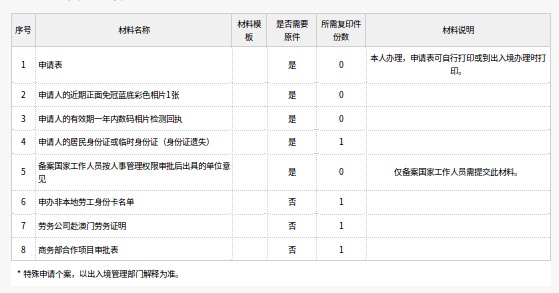 序号 材料名称 材料模板 是否需要原件 所需复印件份数 材料说明
1 申请表 是 0 本人办理，申请表可自行打印或到出入境办理时打印。
2 申请人的近期正面免冠蓝底彩色相片1张 是 0
3 申请人的有效期一年内数码相片检测回执 是 0
4 申请人的居民身份证或临时身份证（身份证遗失） 是 1
5 备案国家工作人员按人事管理权限审批后出具的单位意见 是 0 仅备案国家工作人员需提交此材料。
6 申办非本地劳工身份卡名单 否 1
7 劳务公司赴澳门劳务证明 否 1
8 商务部合作项目审批表 否 1
* 特殊申请个案，以出入境管理部门解释为准。